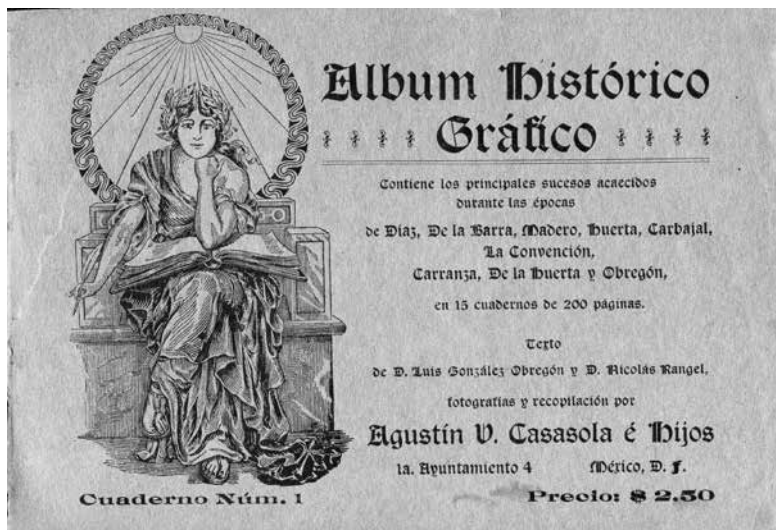 Album Histórico
Gráfico
Contiene los principales sucesos acaecidos
durante las épocas
de Díaz, De la Barra, Madero, Huerta, Carbajal,
La Convención,
Carranza, De la Huerta y Obregón,
en 15 cuadernos de 200 páginas.
Texto
de D. Luis González Obregón y D. Nicolás Rangel,
fotografías y recopilación por
Agustín V. Casasola é Hijos
1a. Ayuntamiento 4 México, D. F.
Cuaderno Núm. 1 Precio: $ 2.50